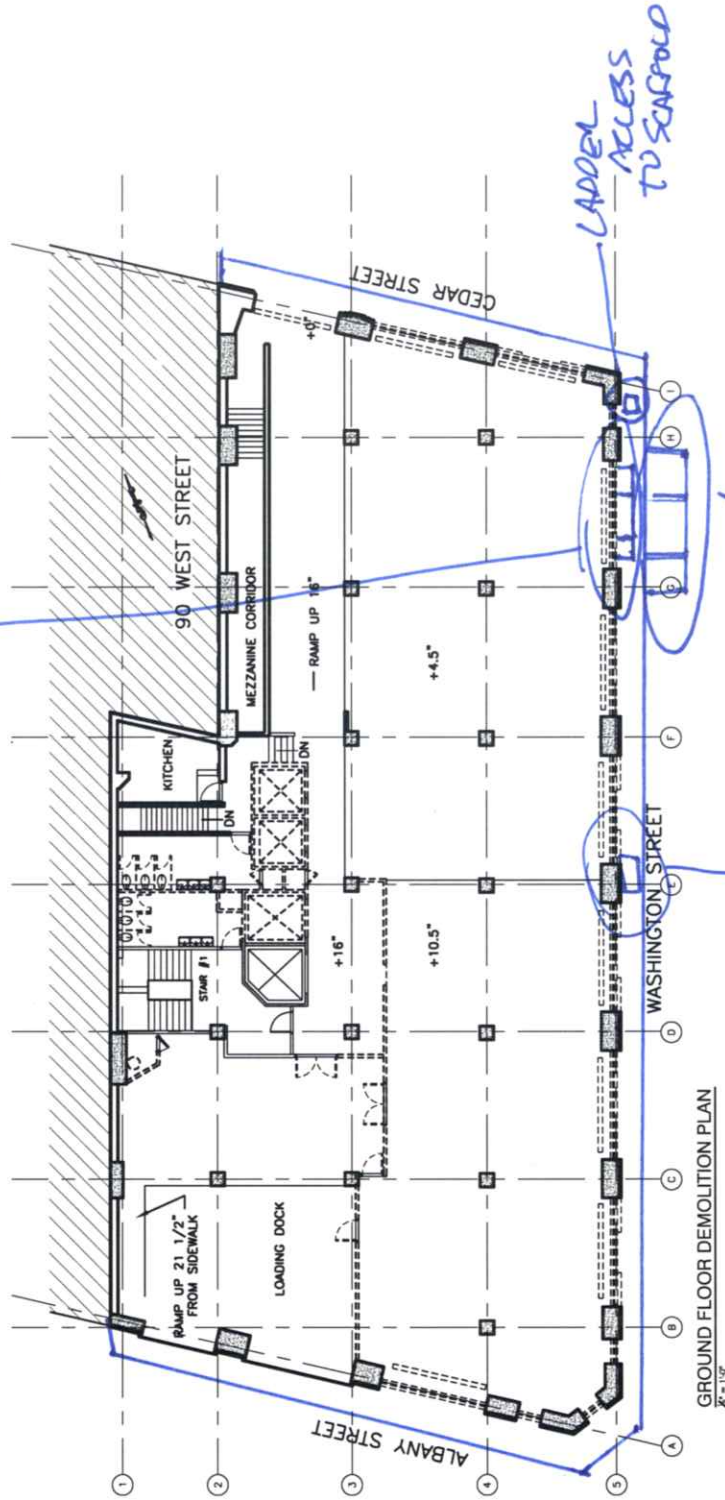 LADDER
ACCESS
TO SCAFFOLD
CEDAR STREET
90 WEST STREET
MEZZANINE CORRIDOR
RAMP UP 16"
+0"
+4.5"
KITCHEN
DN
DN
STAIR #1
+16"
+10.5"
WASHINGTON STREET
RAMP UP 21 1/2"
FROM SIDEWALK
LOADING DOCK
ALBANY STREET
1
2
3
4
5
A
B
C
D
E
F
G
H
I
GROUND FLOOR DEMOLITION PLAN